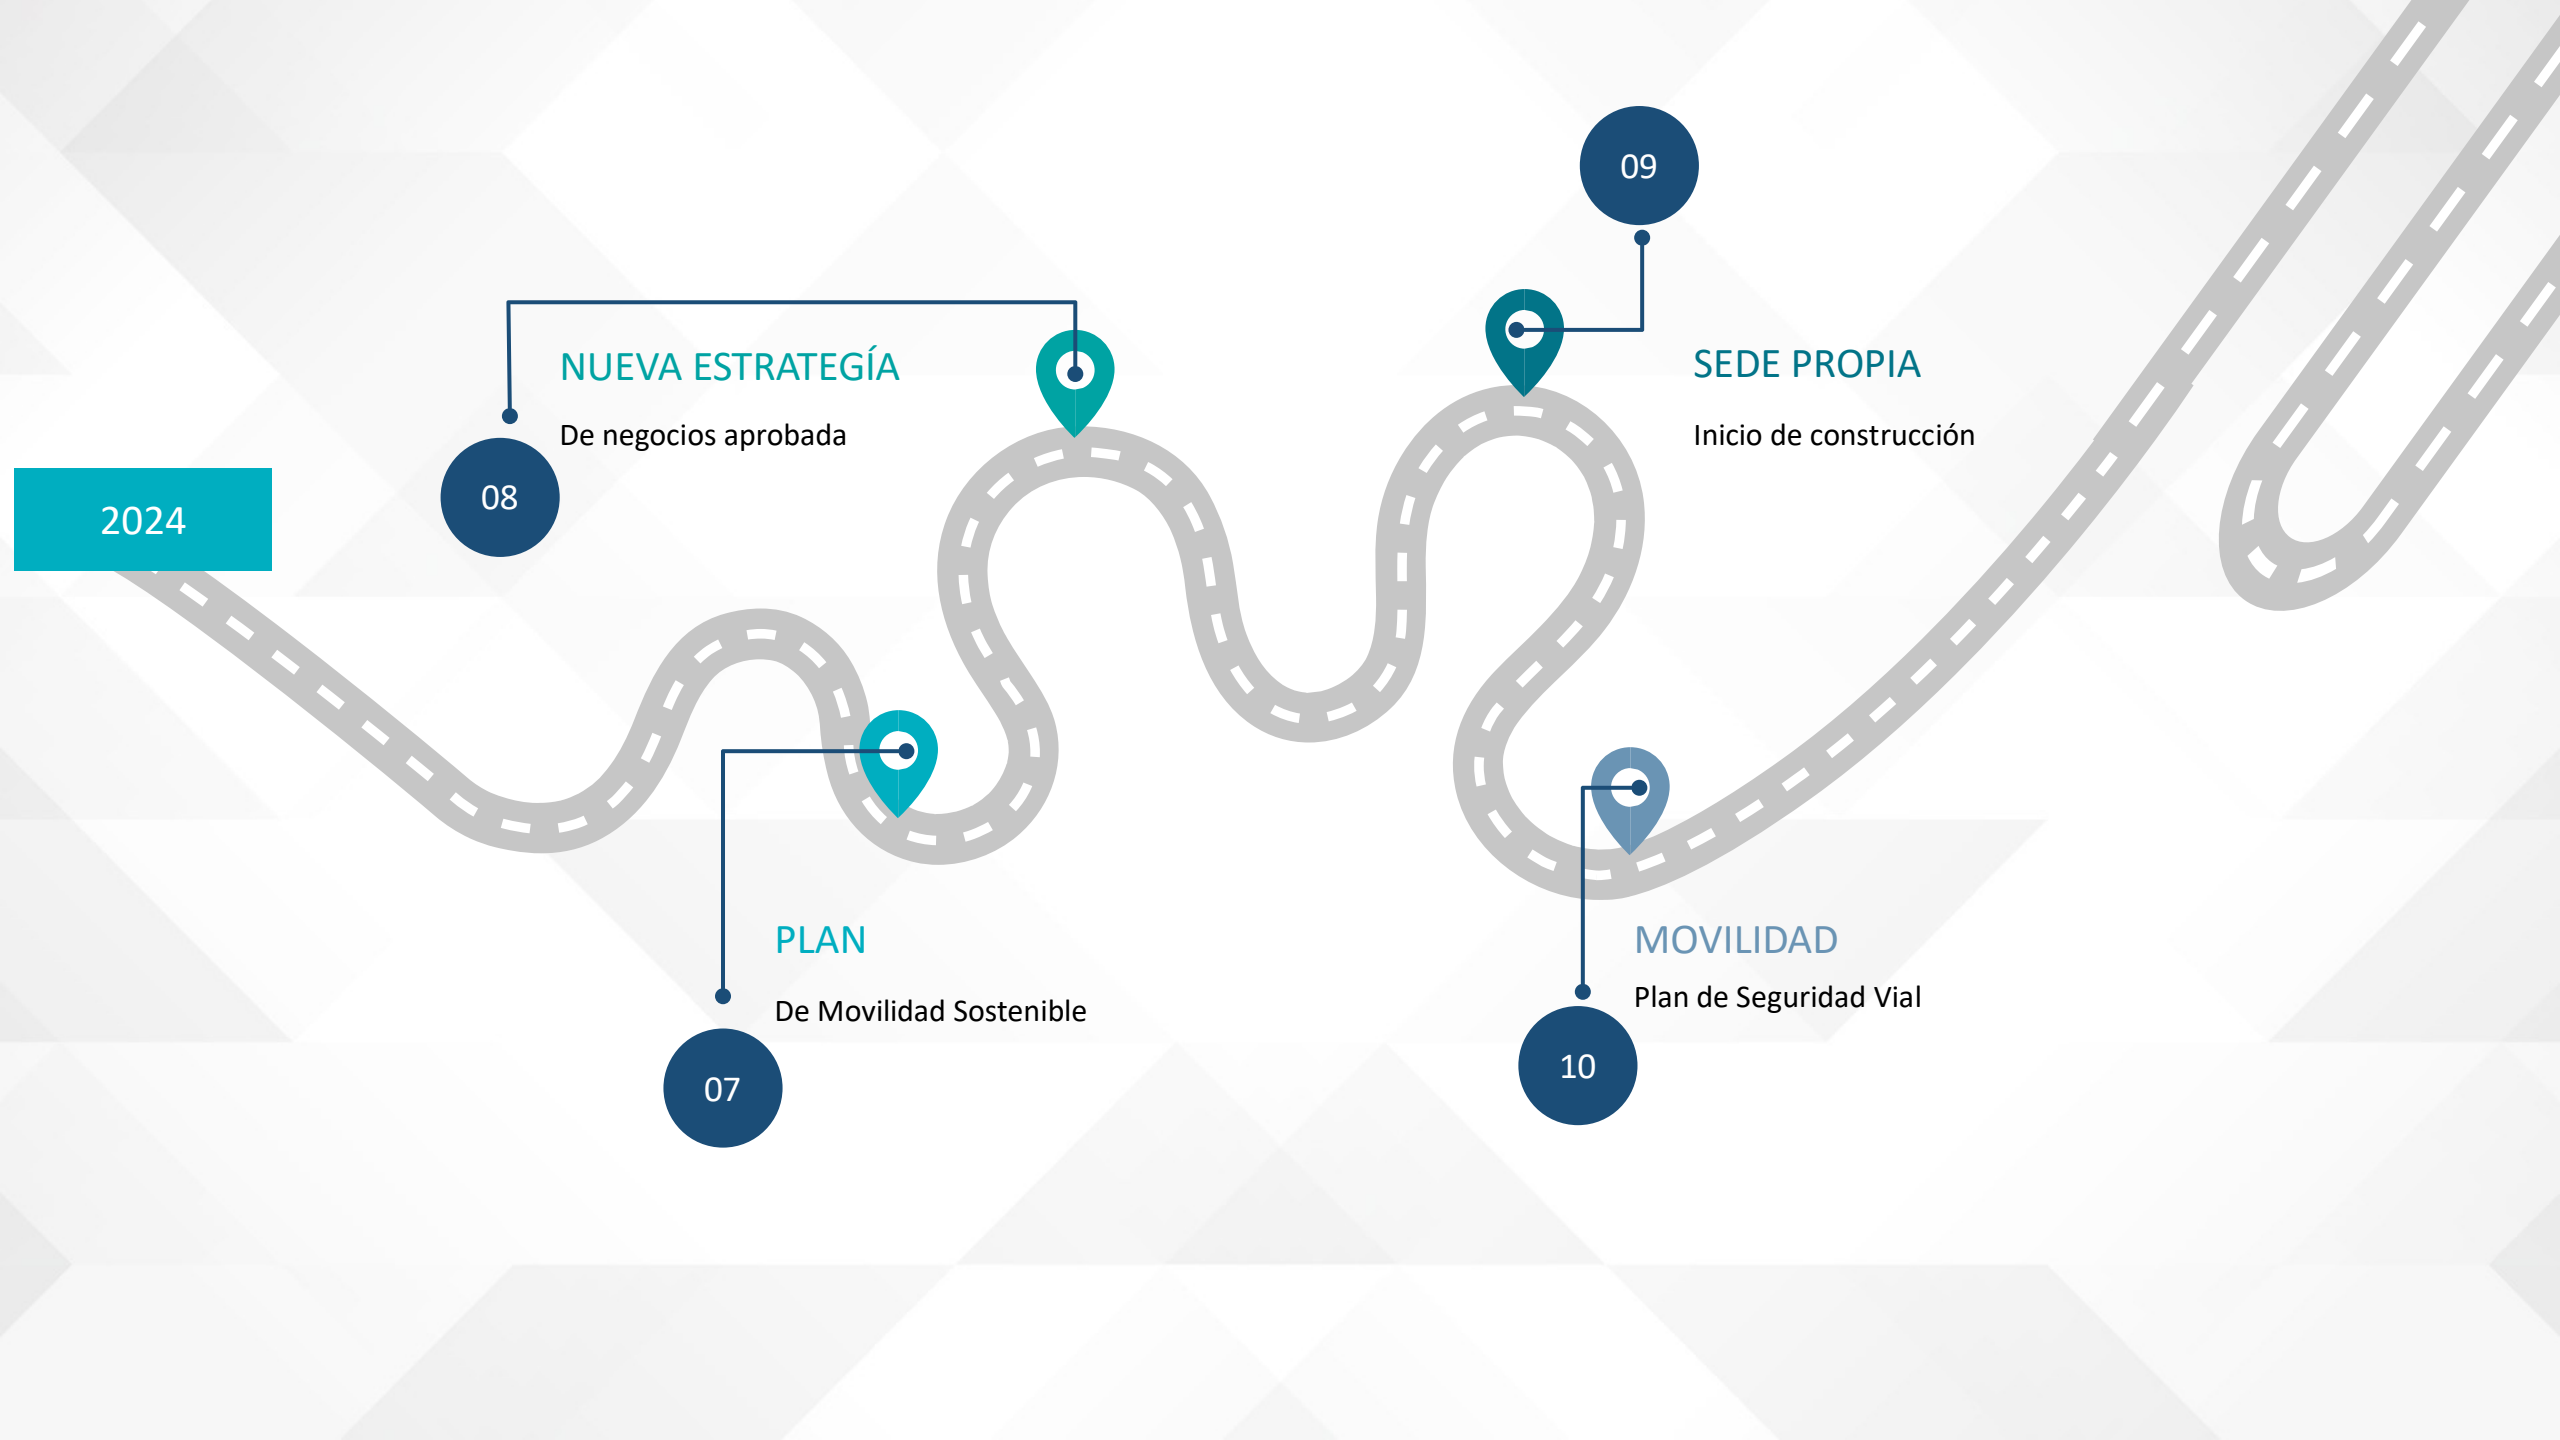 2024
08
NUEVA ESTRATEGÍA
De negocios aprobada
09
SEDE PROPIA
Inicio de construcción
07
PLAN
De Movilidad Sostenible
10
MOVILIDAD
Plan de Seguridad Vial